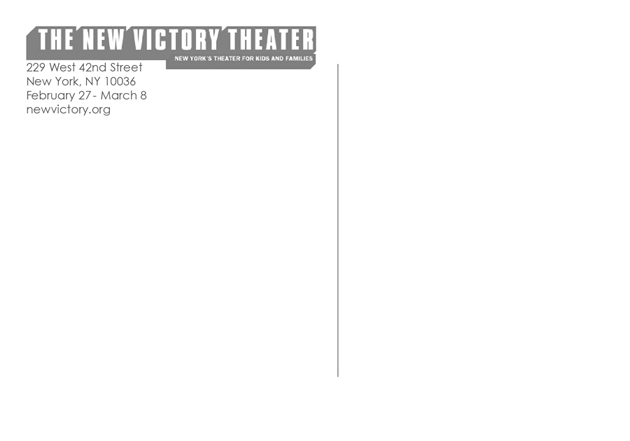 THE NEW VICTORY THEATER
NEW YORK'S THEATER FOR KIDS AND FAMILIES
229 West 42nd Street
New York, NY 10036
February 27- March 8
newvictory.org